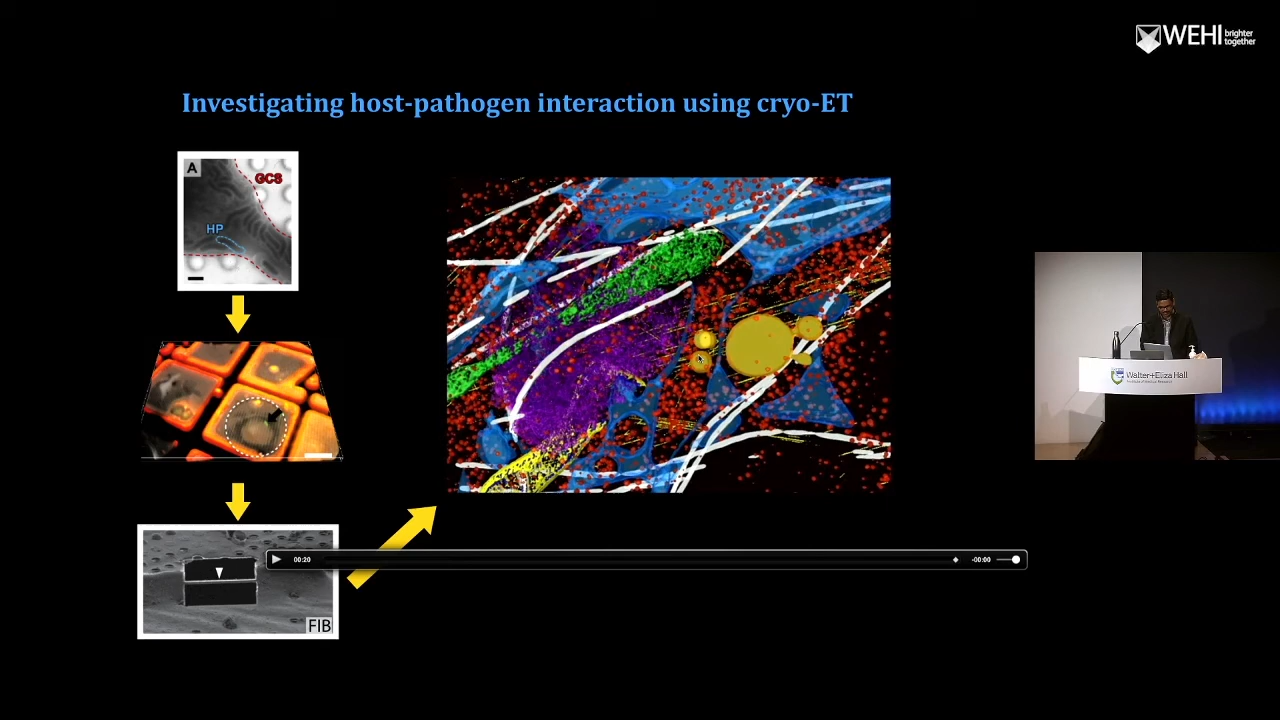 WEHI brighter together
Investigating host-pathogen interaction using cryo-ET
A
GCS
HP
Walter+Eliza Hall
00:20
-00:00
FIB